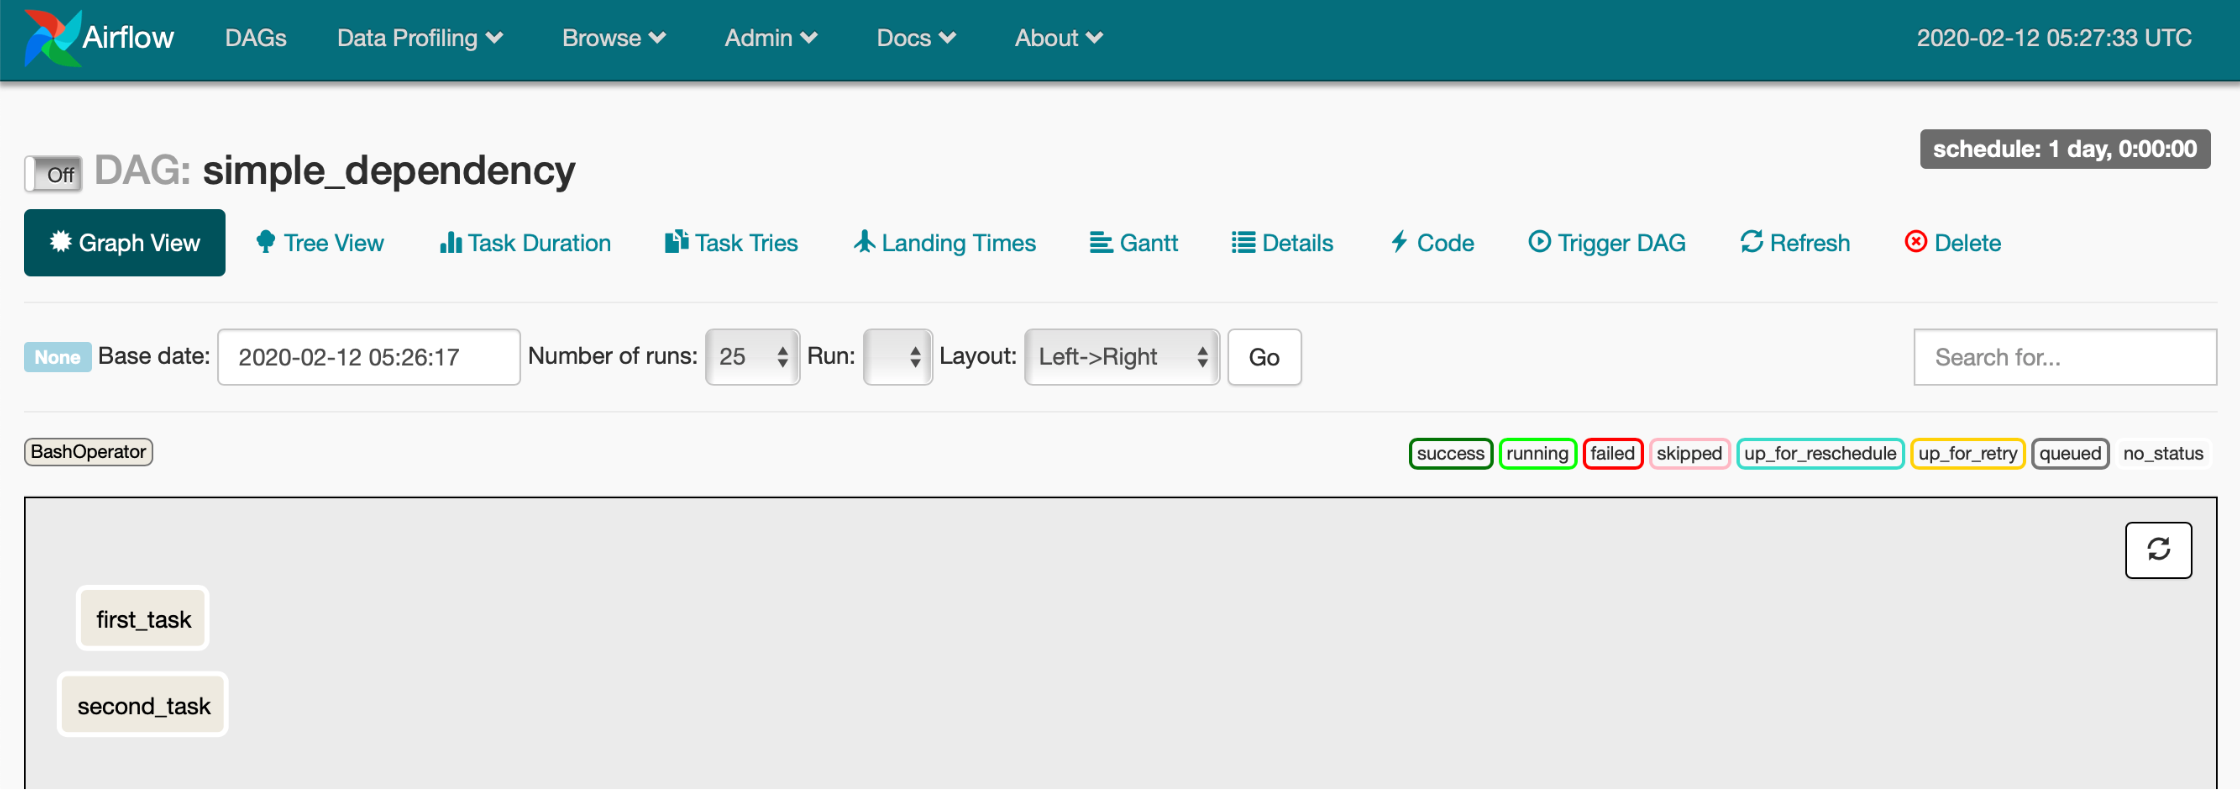 Airflow DAGs Data Profiling Browse Admin Docs About 2020-02-12 05:27:33 UTC
schedule: 1 day, 0:00:00
Off DAG: simple_dependency
Graph View Tree View Task Duration Task Tries Landing Times Gantt Details Code Trigger DAG Refresh Delete
None Base date: 2020-02-12 05:26:17 Number of runs: 25 Run: Layout: Left->Right Go Search for...
BashOperator success running failed skipped up_for_reschedule up_for_retry queued no_status
first_task
second_task